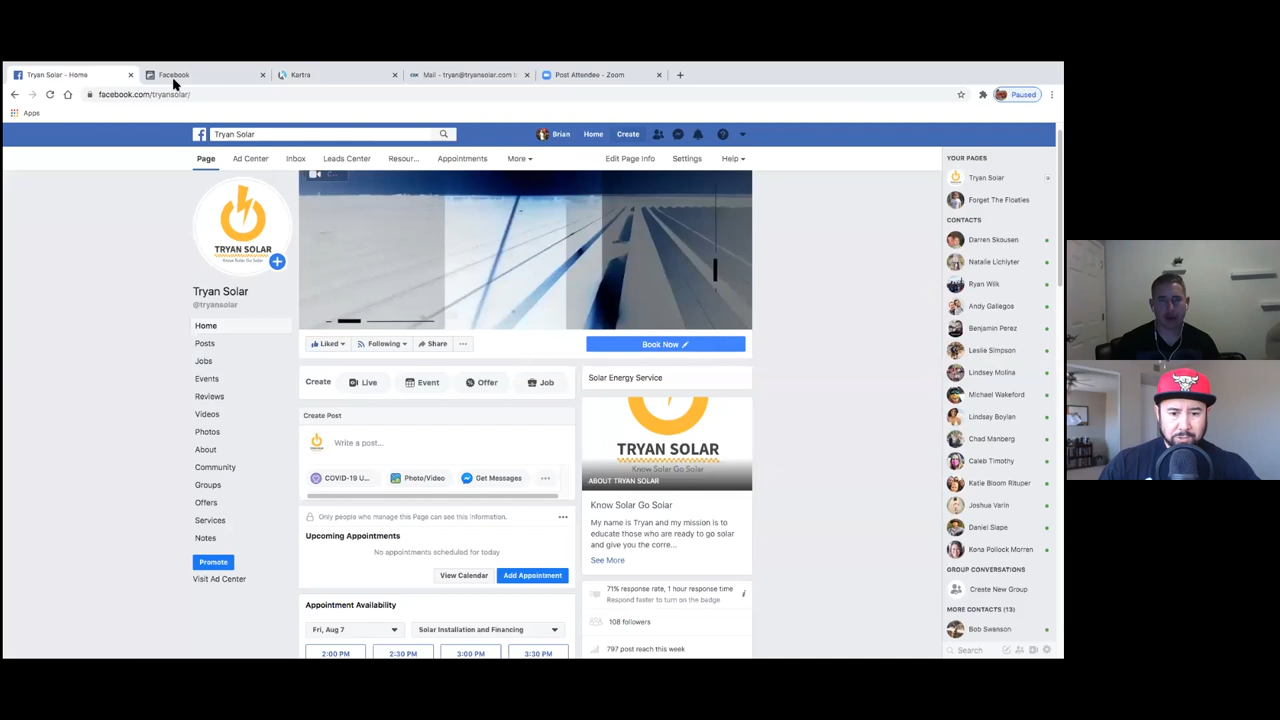 Tryan Solar - Home
Facebook
Kartra
Mail - tryan@tryansolar.com
Post Attendee - Zoom
facebook.com/tryansolar/
Paused
Apps
Tryan Solar
Brian
Home
Create
Page
Ad Center
Inbox
Leads Center
Resour...
Appointments
More
Edit Page Info
Settings
Help
TRYAN SOLAR
Know Solar Go Solar
Tryan Solar
@tryansolar
Home
Posts
Jobs
Events
Reviews
Videos
Photos
About
Community
Groups
Offers
Services
Notes
Promote
Visit Ad Center
Liked
Following
Share
Book Now
Create
Live
Event
Offer
Job
Create Post
Write a post...
COVID-19 U...
Photo/Video
Get Messages
Only people who manage this Page can see this information.
Upcoming Appointments
No appointments scheduled for today
View Calendar
Add Appointment
Appointment Availability
Fri, Aug 7
Solar Installation and Financing
2:00 PM
2:30 PM
3:00 PM
3:30 PM
Solar Energy Service
TRYAN SOLAR
Know Solar Go Solar
ABOUT TRYAN SOLAR
Know Solar Go Solar
My name is Tryan and my mission is to
educate those who are ready to go solar
and give you the corre...
See More
71% response rate, 1 hour response time
Respond faster to turn on the badge
108 followers
797 post reach this week
YOUR PAGES
Tryan Solar
Forget The Floaties
CONTACTS
Darren Skousen
Natalie Lichlyter
Ryan Wilk
Andy Gallegos
Benjamin Perez
Leslie Simpson
Lindsey Molina
Michael Wakeford
Lindsay Boylan
Chad Manberg
Caleb Timothy
Katie Bloom Rituper
Joshua Varin
Daniel Slape
Kona Pollock Morren
GROUP CONVERSATIONS
Create New Group
MORE CONTACTS (13)
Bob Swanson
Search